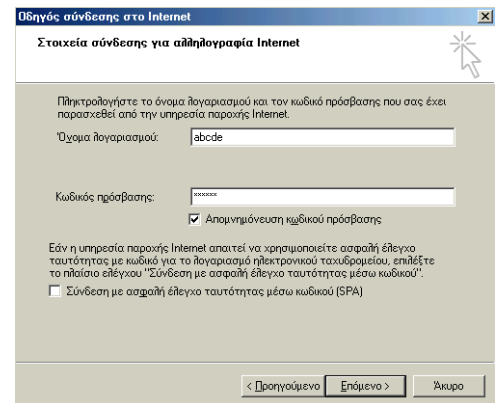 Οδηγός σύνδεσης στο Internet
Στοιχεία σύνδεσης για αλληλογραφία Internet
Πληκτρολογήστε το όνομα λογαριασμού και τον κωδικό πρόσβασης που σας έχει
παρασχεθεί από την υπηρεσία παροχής Internet.
Όνομα λογαριασμού:
abcde
Κωδικός πρόσβασης:
xxxxxx
Απομνημόνευση κωδικού πρόσβασης
Εάν η υπηρεσία παροχής Internet απαιτεί να χρησιμοποιείτε ασφαλή έλεγχο
ταυτότητας με κωδικό για το λογαριασμό ηλεκτρονικού ταχυδρομείου, επιλέξτε
το πλαίσιο ελέγχου "Σύνδεση με ασφαλή έλεγχο ταυτότητας μέσω κωδικού".
Σύνδεση με ασφαλή έλεγχο ταυτότητας μέσω κωδικού (SPA)
< Προηγούμενο
Επόμενο >
Άκυρο